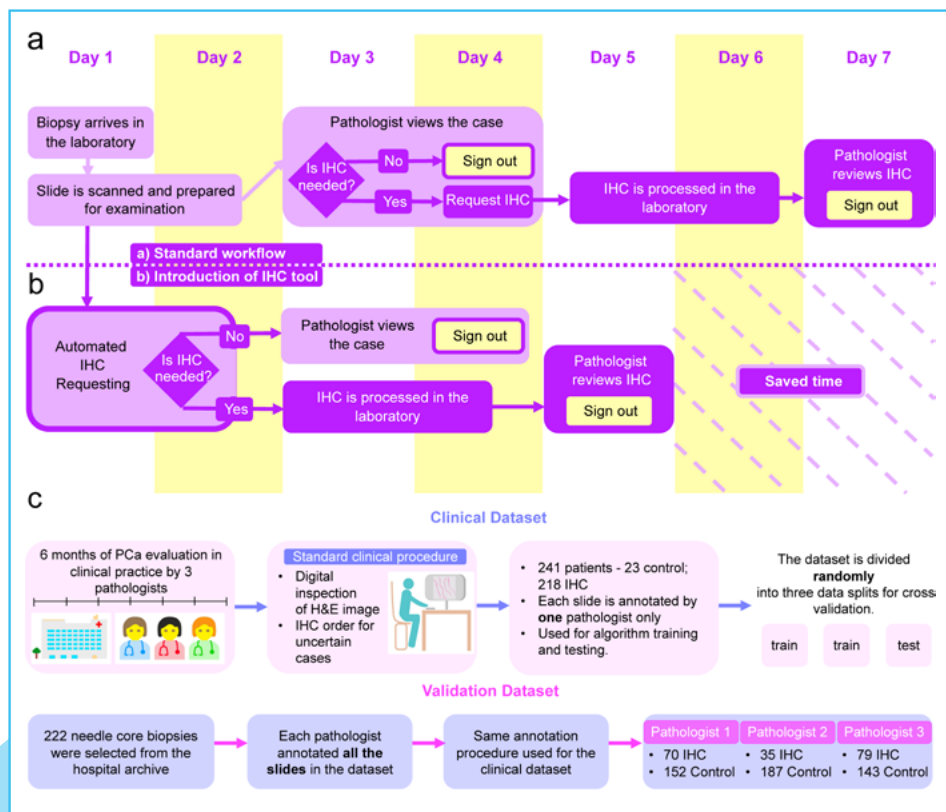 a
Day 1
Day 2
Day 3
Day 4
Day 5
Day 6
Day 7
Biopsy arrives in
the laboratory
Slide is scanned and prepared
for examination
Pathologist views the case
Is IHC
needed?
No
Sign out
Yes
Request IHC
IHC is processed in the
laboratory
Pathologist
reviews IHC
Sign out
a) Standard workflow
b) Introduction of IHC tool
b
Automated
IHC
Requesting
Is IHC
needed?
No
Pathologist views
the case
Sign out
Yes
IHC is processed in the
laboratory
Pathologist
reviews IHC
Sign out
Saved time
c
Clinical Dataset
6 months of PCa evaluation in
clinical practice by 3
pathologists
Standard clinical procedure
• Digital
inspection
of H&E image
• IHC order for
uncertain
cases
• 241 patients - 23 control;
218 IHC
• Each slide is annotated by
one pathologist only
• Used for algorithm training
and testing.
The dataset is divided
randomly
into three data splits for cross
validation.
train
train
test
Validation Dataset
222 needle core biopsies
were selected from the
hospital archive
Each pathologist
annotated all the
slides in the dataset
Same annotation
procedure used for the
clinical dataset
Pathologist 1
• 70 IHC
• 152 Control
Pathologist 2
• 35 IHC
• 187 Control
Pathologist 3
• 79 IHC
• 143 Control